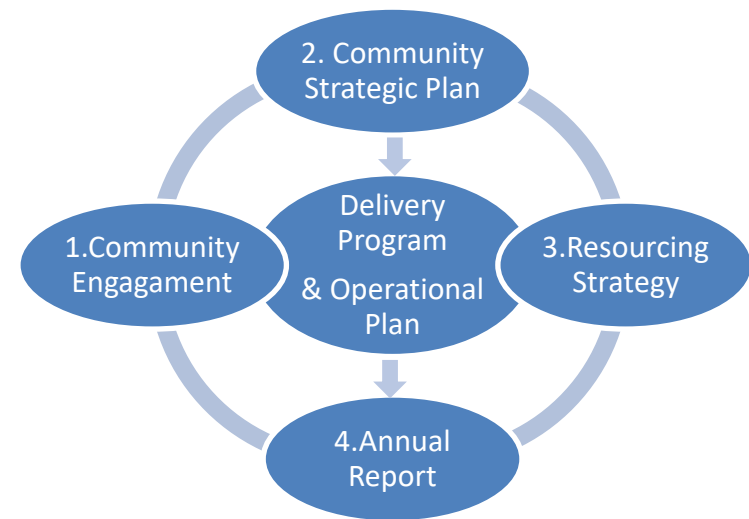 2. Community
Strategic Plan
Delivery
Program
& Operational
Plan
1.Community
Engagament
3.Resourcing
Strategy
4.Annual
Report